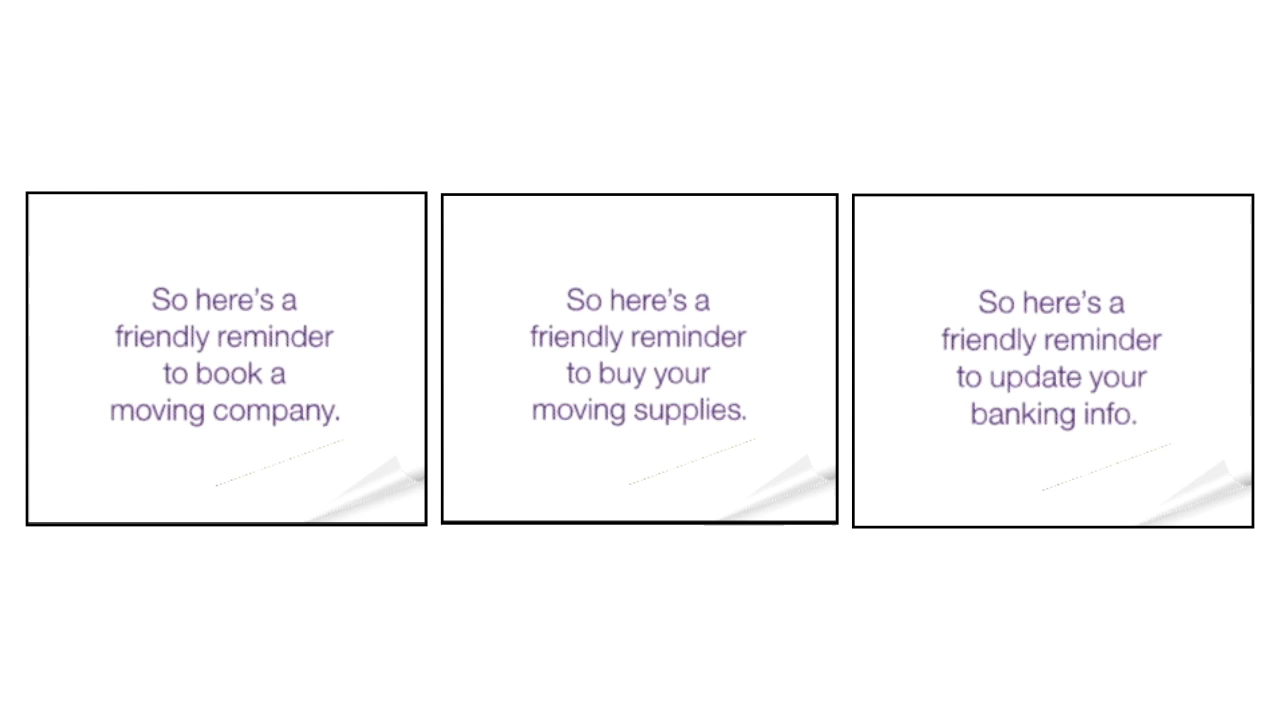 So here's a
friendly reminder
to book a
moving company.
So here's a
friendly reminder
to buy your
moving supplies.
So here's a
friendly reminder
to update your
banking info.